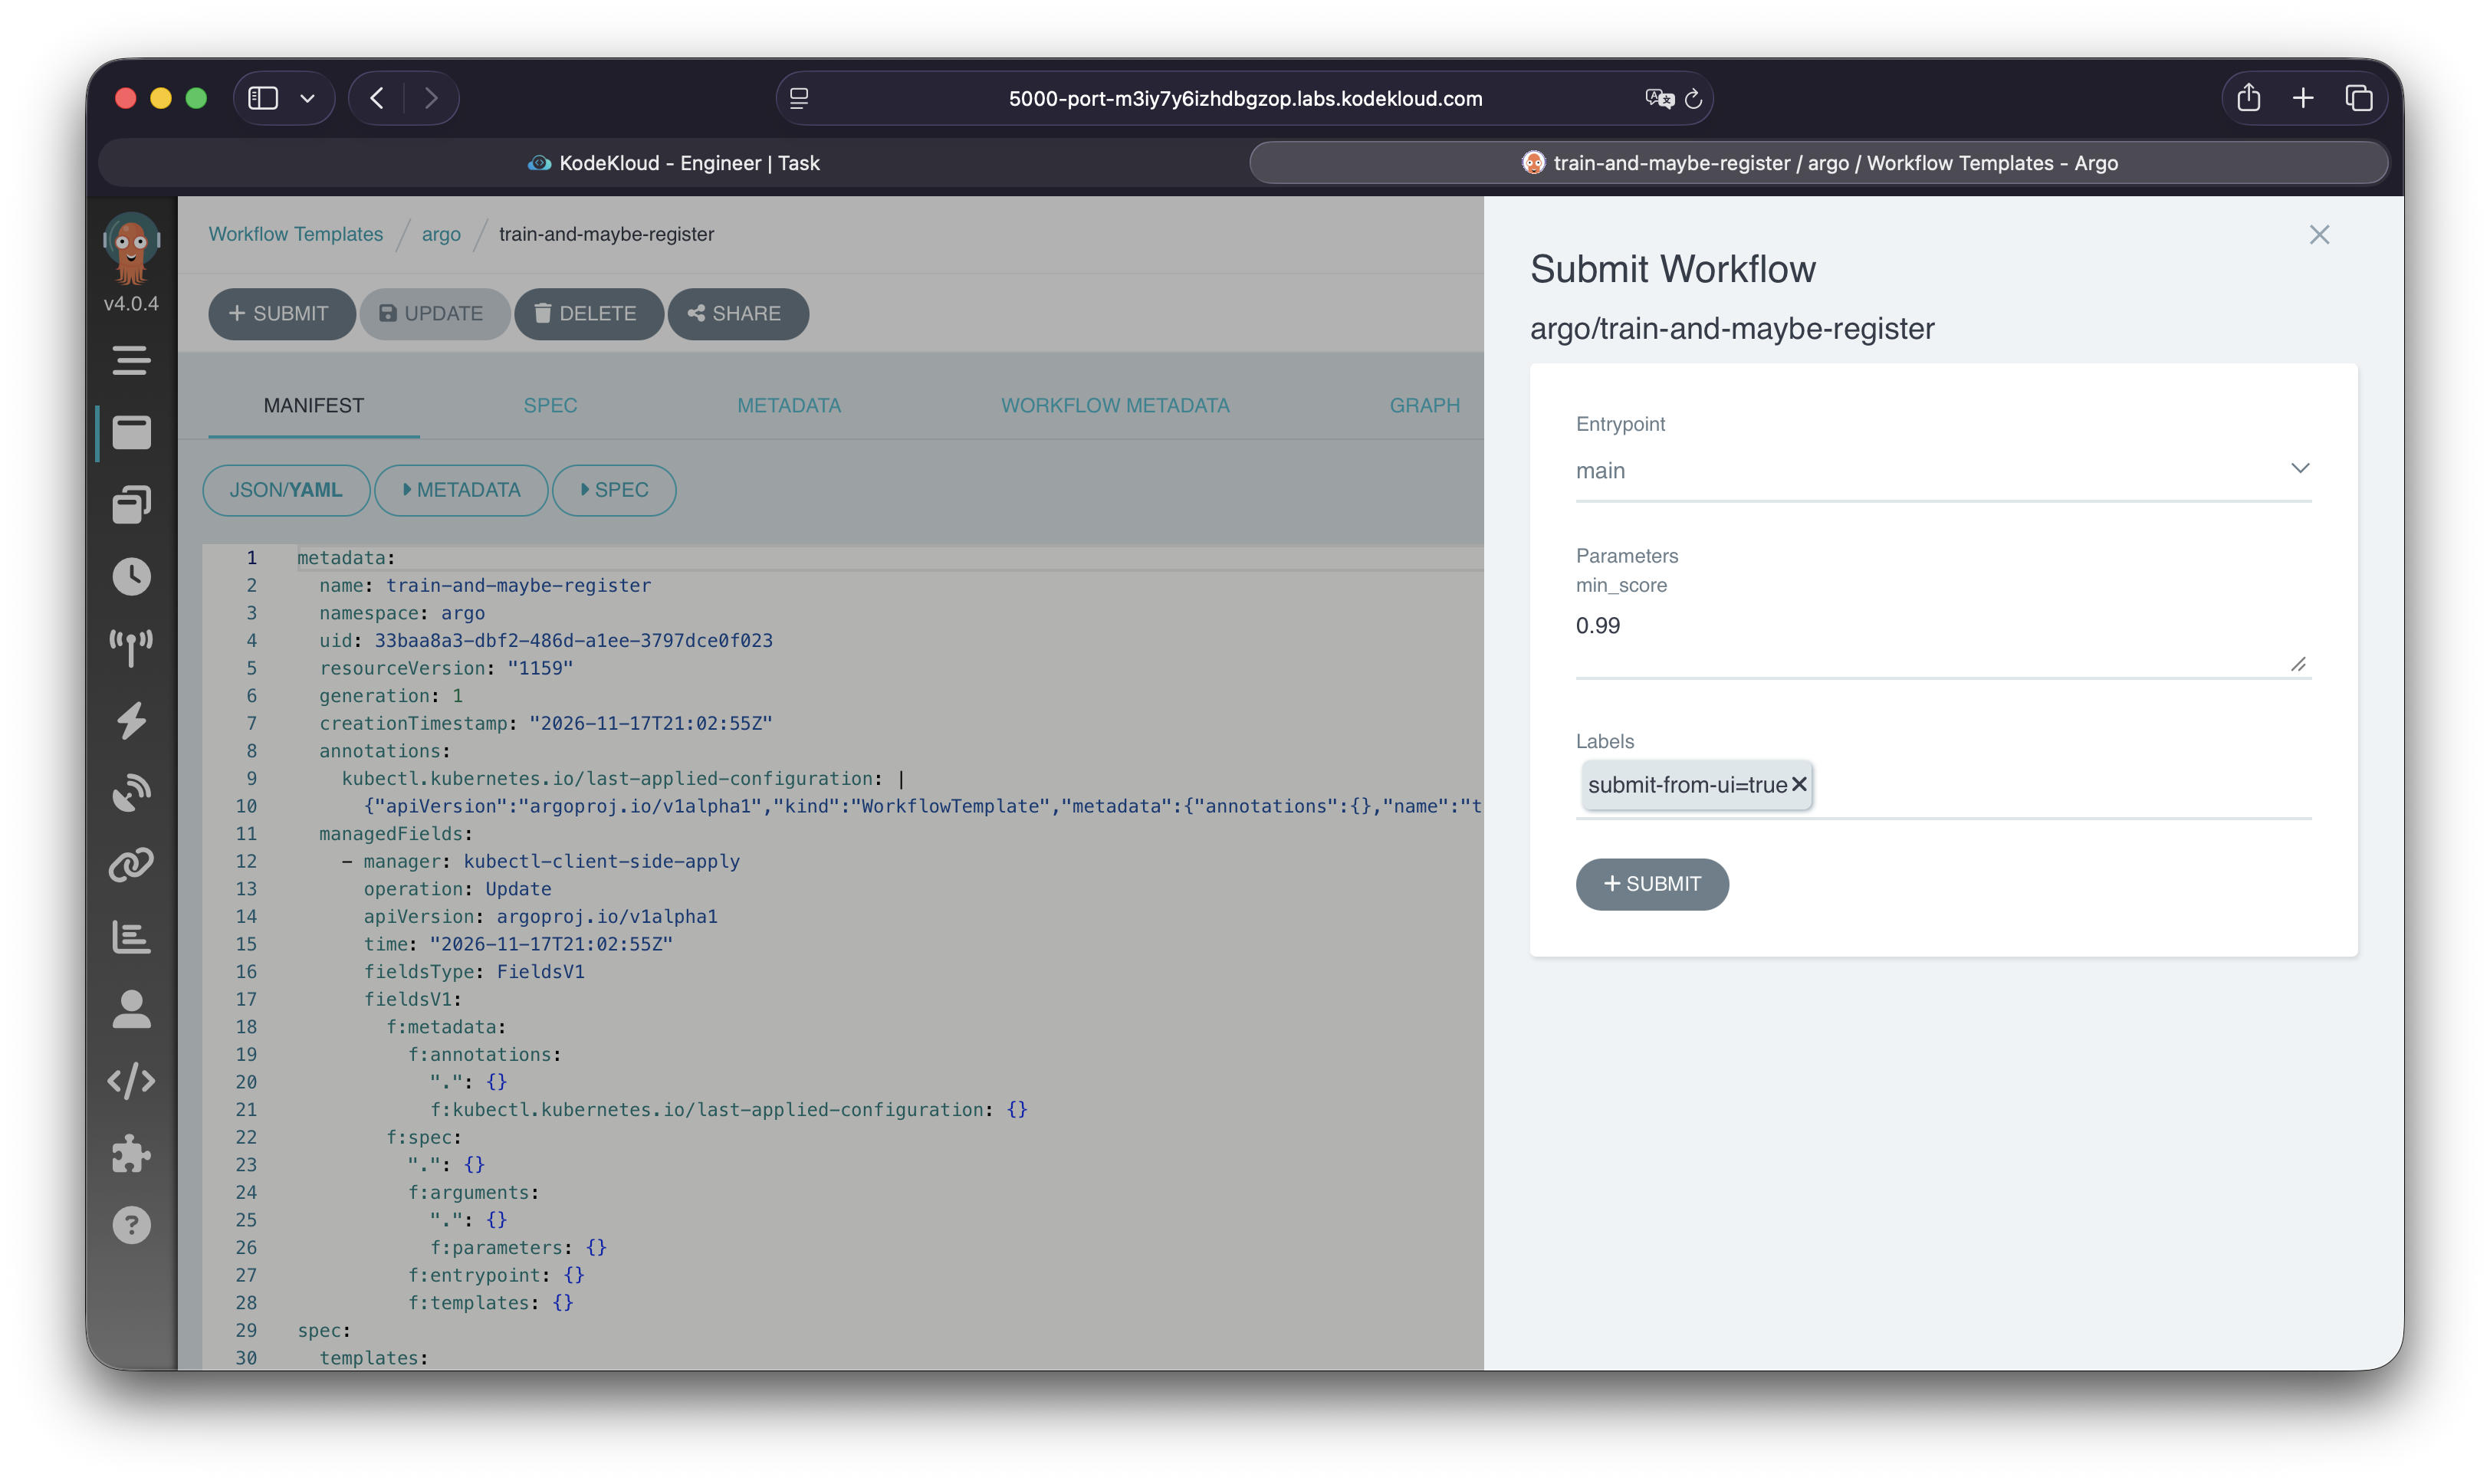 5000-port-m3iy7y6izhdbgzop.labs.kodekloud.com
KodeKloud - Engineer | Task
train-and-maybe-register / argo / Workflow Templates - Argo
v4.0.4
Workflow Templates / argo / train-and-maybe-register
+ SUBMIT
UPDATE
DELETE
SHARE
MANIFEST
SPEC
METADATA
WORKFLOW METADATA
GRAPH
JSON/YAML
METADATA
SPEC
1 metadata:
2 name: train-and-maybe-register
3 namespace: argo
4 uid: 33baa8a3-dbf2-486d-a1ee-3797dce0f023
5 resourceVersion: "1159"
6 generation: 1
7 creationTimestamp: "2026-11-17T21:02:55Z"
8 annotations:
9 kubectl.kubernetes.io/last-applied-configuration: |
10 {"apiVersion":"argoproj.io/v1alpha1","kind":"WorkflowTemplate","metadata":{"annotations":{},"name":"t
11 managedFields:
12 - manager: kubectl-client-side-apply
13 operation: Update
14 apiVersion: argoproj.io/v1alpha1
15 time: "2026-11-17T21:02:55Z"
16 fieldsType: FieldsV1
17 fieldsV1:
18 f:metadata:
19 f:annotations:
20 ".": {}
21 f:kubectl.kubernetes.io/last-applied-configuration: {}
22 f:spec:
23 ".": {}
24 f:arguments:
25 ".": {}
26 f:parameters: {}
27 f:entrypoint: {}
28 f:templates: {}
29 spec:
30 templates:
Submit Workflow
argo/train-and-maybe-register
Entrypoint
main
Parameters
min_score
0.99
Labels
submit-from-ui=true
+ SUBMIT